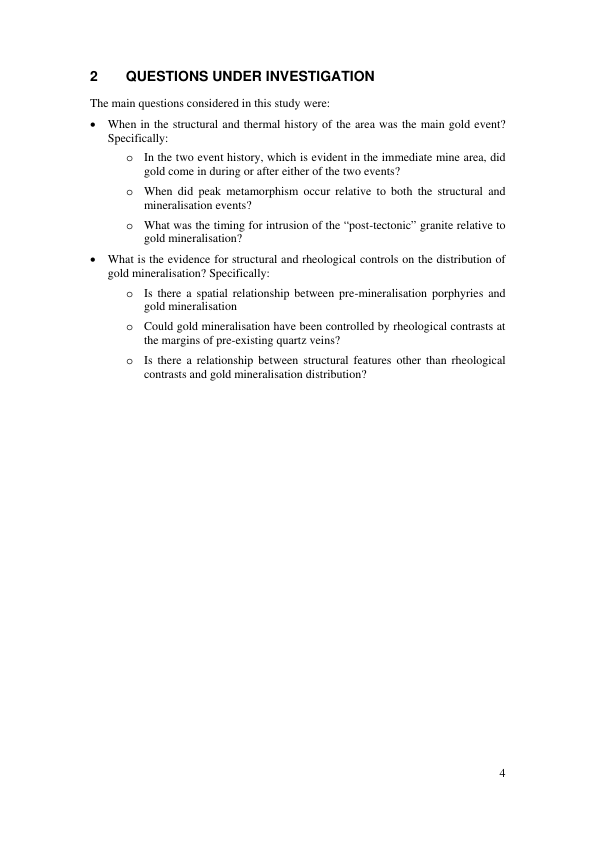 2 QUESTIONS UNDER INVESTIGATION
The main questions considered in this study were:
• When in the structural and thermal history of the area was the main gold event?
Specifically:
o In the two event history, which is evident in the immediate mine area, did
gold come in during or after either of the two events?
o When did peak metamorphism occur relative to both the structural and
mineralisation events?
o What was the timing for intrusion of the “post-tectonic” granite relative to
gold mineralisation?
• What is the evidence for structural and rheological controls on the distribution of
gold mineralisation? Specifically:
o Is there a spatial relationship between pre-mineralisation porphyries and
gold mineralisation
o Could gold mineralisation have been controlled by rheological contrasts at
the margins of pre-existing quartz veins?
o Is there a relationship between structural features other than rheological
contrasts and gold mineralisation distribution?
4